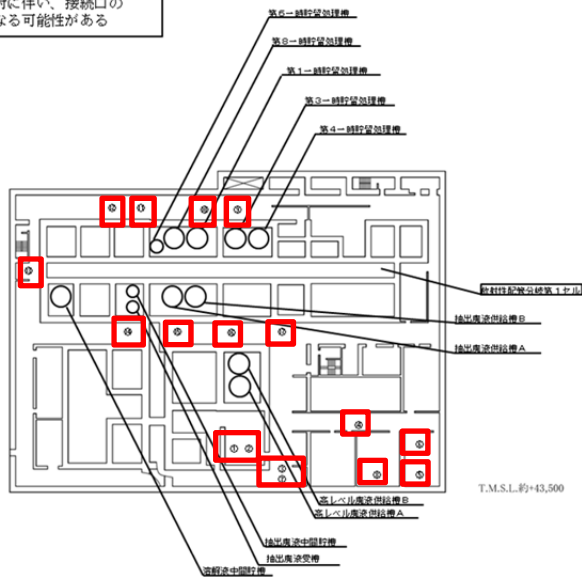 討に伴い、接続口の
なる可能性がある
第6一時貯留処理槽
第8一時貯留処理槽
第1一時貯留処理槽
第3一時貯留処理槽
第4一時貯留処理槽
放射性配管分岐第1セル
抽出廃液供給槽B
抽出廃液供給槽A
① ②
T.M.S.L.約+43,500
高レベル廃液供給槽B
高レベル廃液供給槽A
抽出廃液中間貯槽
抽出廃液受槽
溶解液中間貯槽